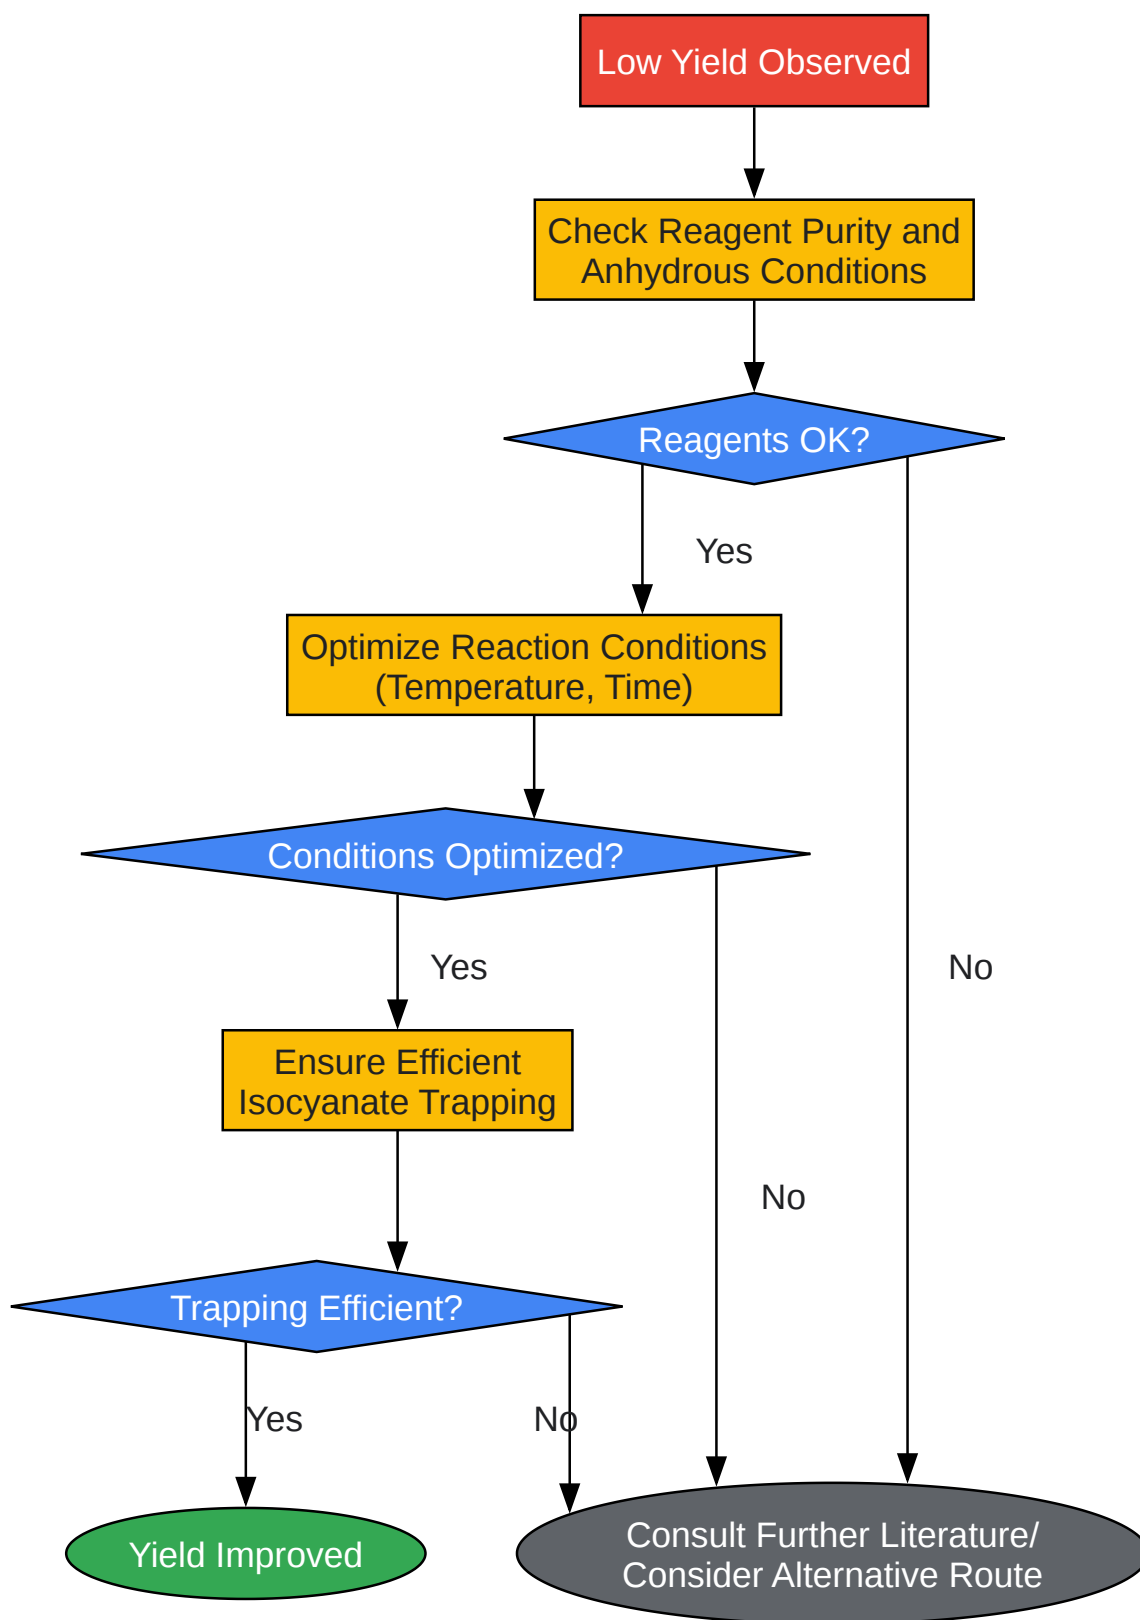 Low Yield Observed
Check Reagent Purity and
Anhydrous Conditions
Reagents OK?
Yes
Optimize Reaction Conditions
(Temperature, Time)
Conditions Optimized?
Yes
No
Ensure Efficient
Isocyanate Trapping
No
Trapping Efficient?
Yes
No
Yield Improved
Consult Further Literature/
Consider Alternative Route